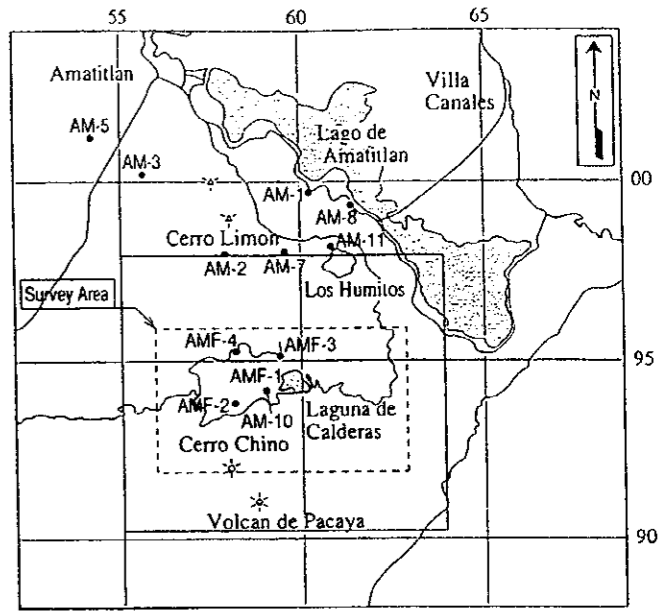 55
60
65
Amatitlan
Villa
Canales
N
AM-5
Lago de
Amatitlan
AM-3
00
AM-1
AM-8
Cerro Limon
AM-11
AM-2
AM-7
Survey Area
Los Humitos
AMF-4
AMF-3
95
AMF-1
AMF-2
AM-10
Laguna de
Calderas
Cerro Chino
Volcan de Pacaya
90